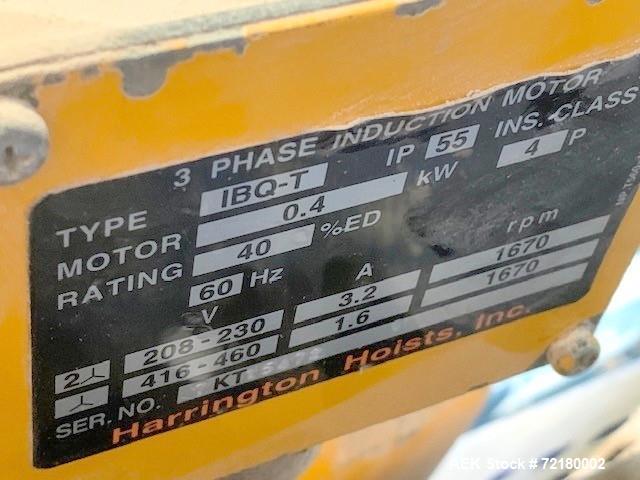 3 PHASE INDUCTION MOTOR
TYPE IBQ-T IP 55 INS. CLASS
MOTOR 0.4 kW 4 P
RATING 40 %ED
60 Hz
V A rpm
2 208-230 3.2 1670
416-460 1.6 1670
SER. NO. KT
Harrington Hoists, Inc.
AEK Stock # 72180002